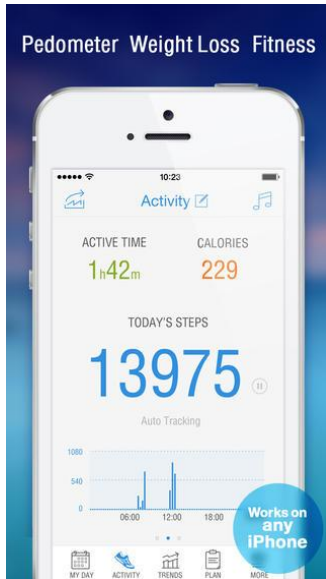 Pedometer Weight Loss Fitness
10:23
Activity
ACTIVE TIME CALORIES
1h42m 229
TODAY'S STEPS
13975
Auto Tracking
1080
540
0
06:00 12:00 18:00
Works on
any
iPhone
MY DAY ACTIVITY TRENDS PLAN MORE